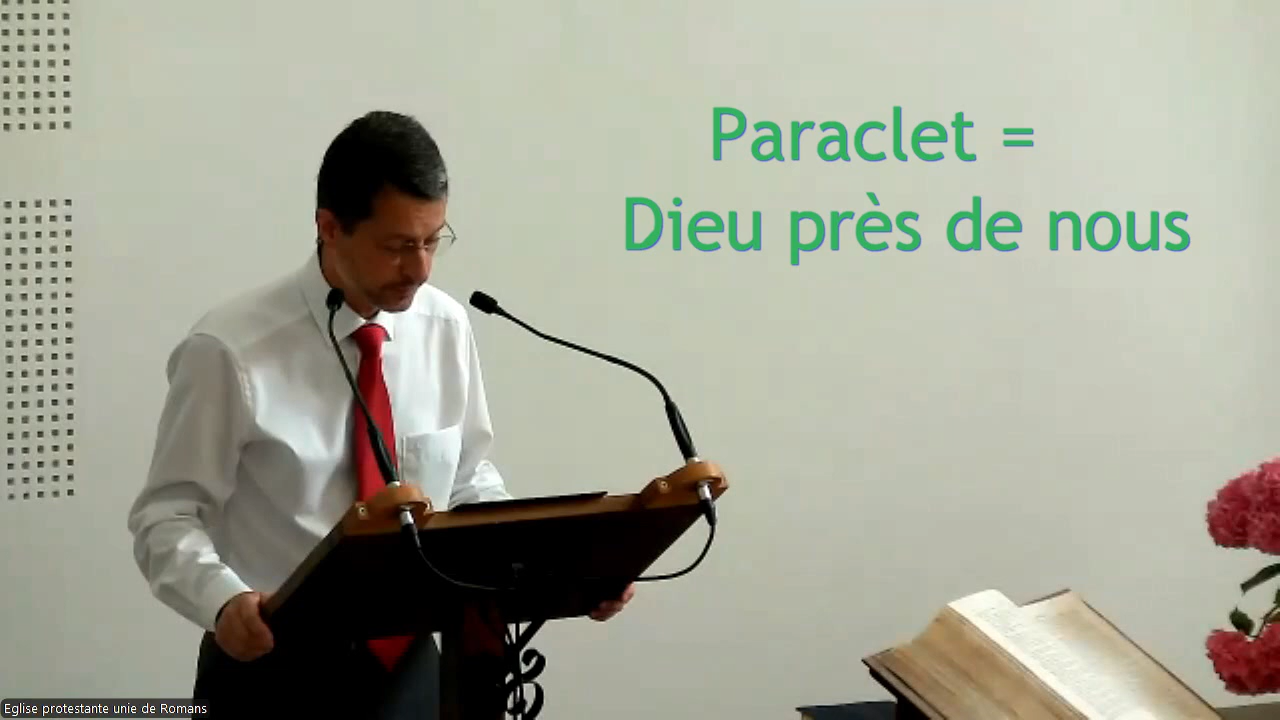 Paraclet =
Dieu près de nous
Eglise protestante unie de Romans